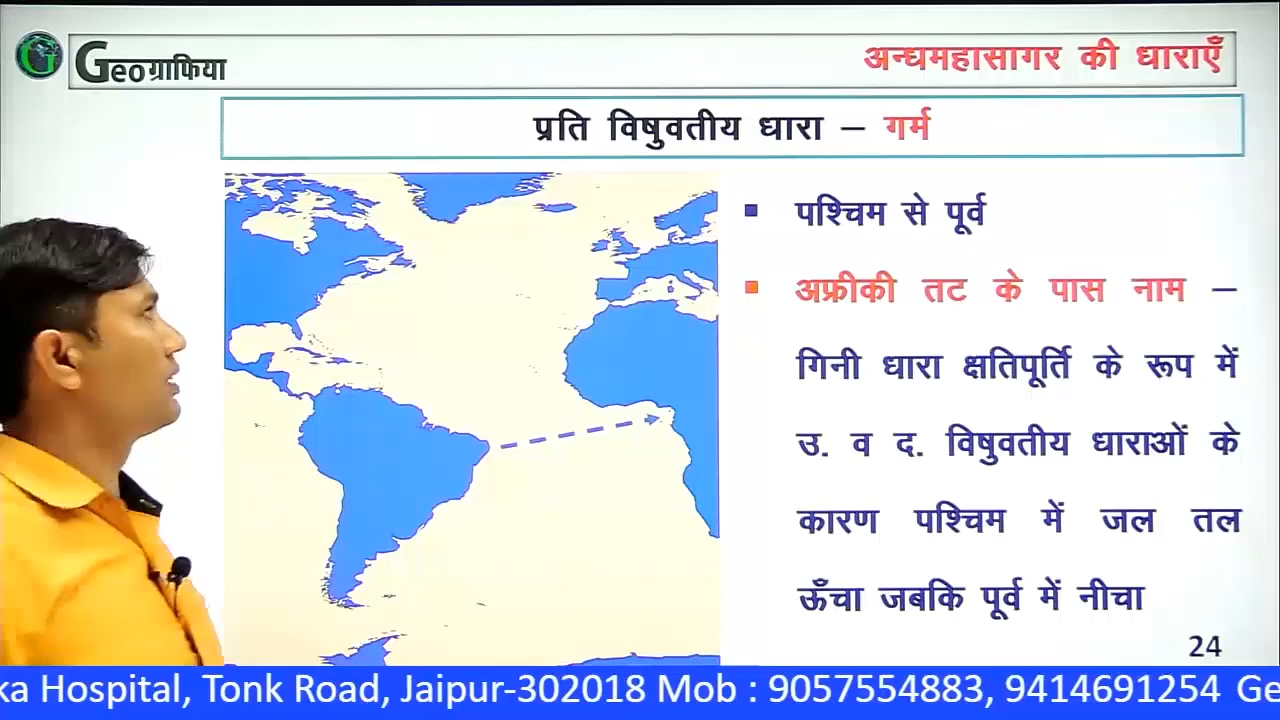 Geoग्राफिया
अन्धमहासागर की धाराएँ
प्रति विषुवतीय धारा – गर्म
पश्चिम से पूर्व
अफ्रीकी तट के पास नाम –
गिनी धारा क्षतिपूर्ति के रूप में
उ. व द. विषुवतीय धाराओं के
कारण पश्चिम में जल तल
ऊँचा जबकि पूर्व में नीचा
24
ka Hospital, Tonk Road, Jaipur-302018 Mob : 9057554883, 9414691254 Ge